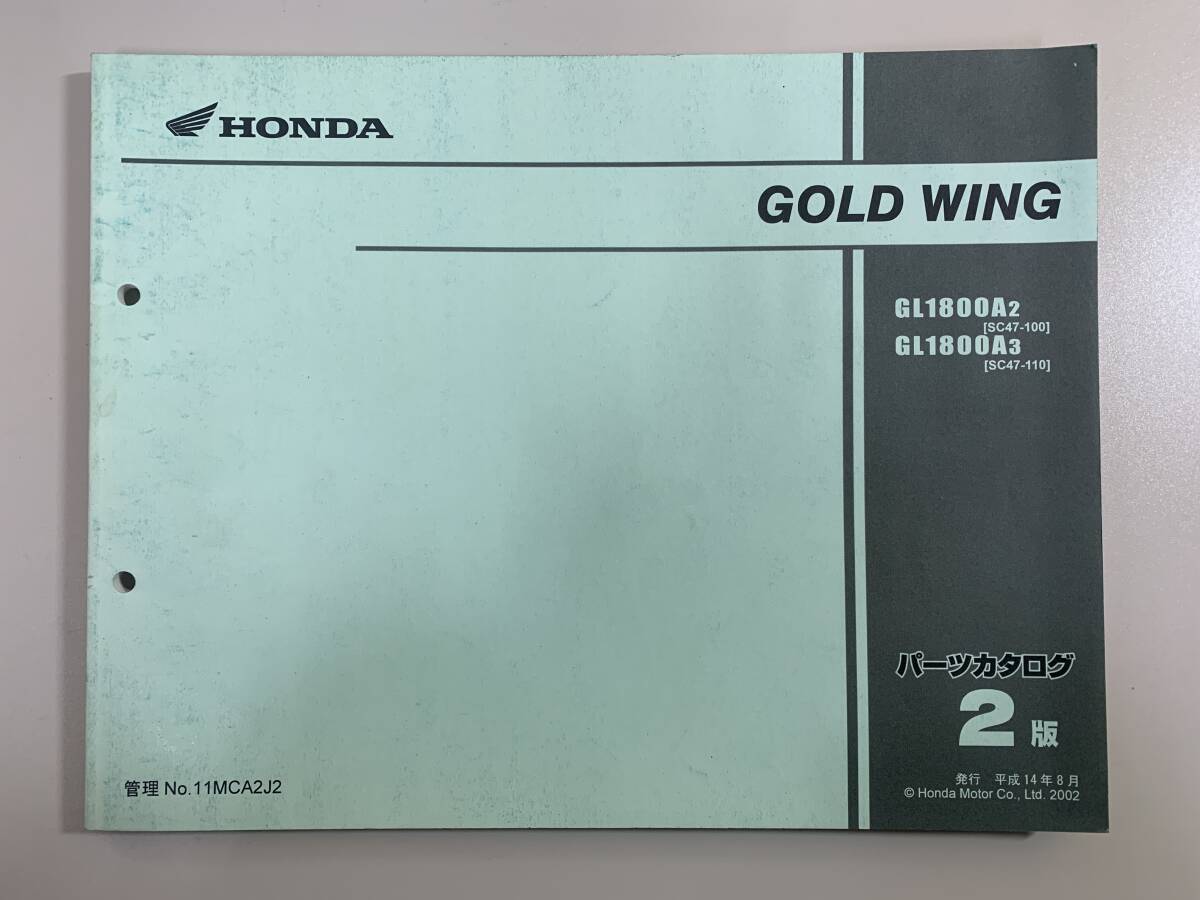 HONDA
GOLD WING
GL1800A2
[SC47-100]
GL1800A3
[SC47-110]
パーツカタログ
2版
発行 平成14年8月
© Honda Motor Co., Ltd. 2002
管理 No.11MCA2J2